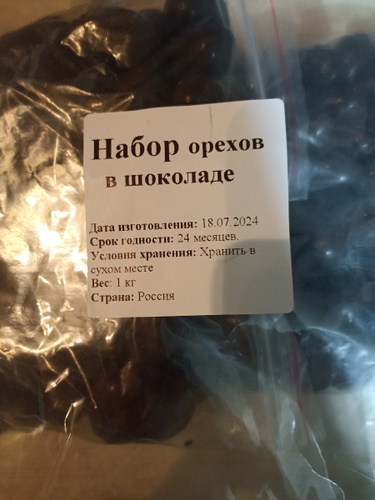 Набор орехов
в шоколаде
Дата изготовления: 18.07.2024
Срок годности: 24 месяцев.
Условия хранения: Хранить в
сухом месте
Вес: 1 кг
Страна: Россия